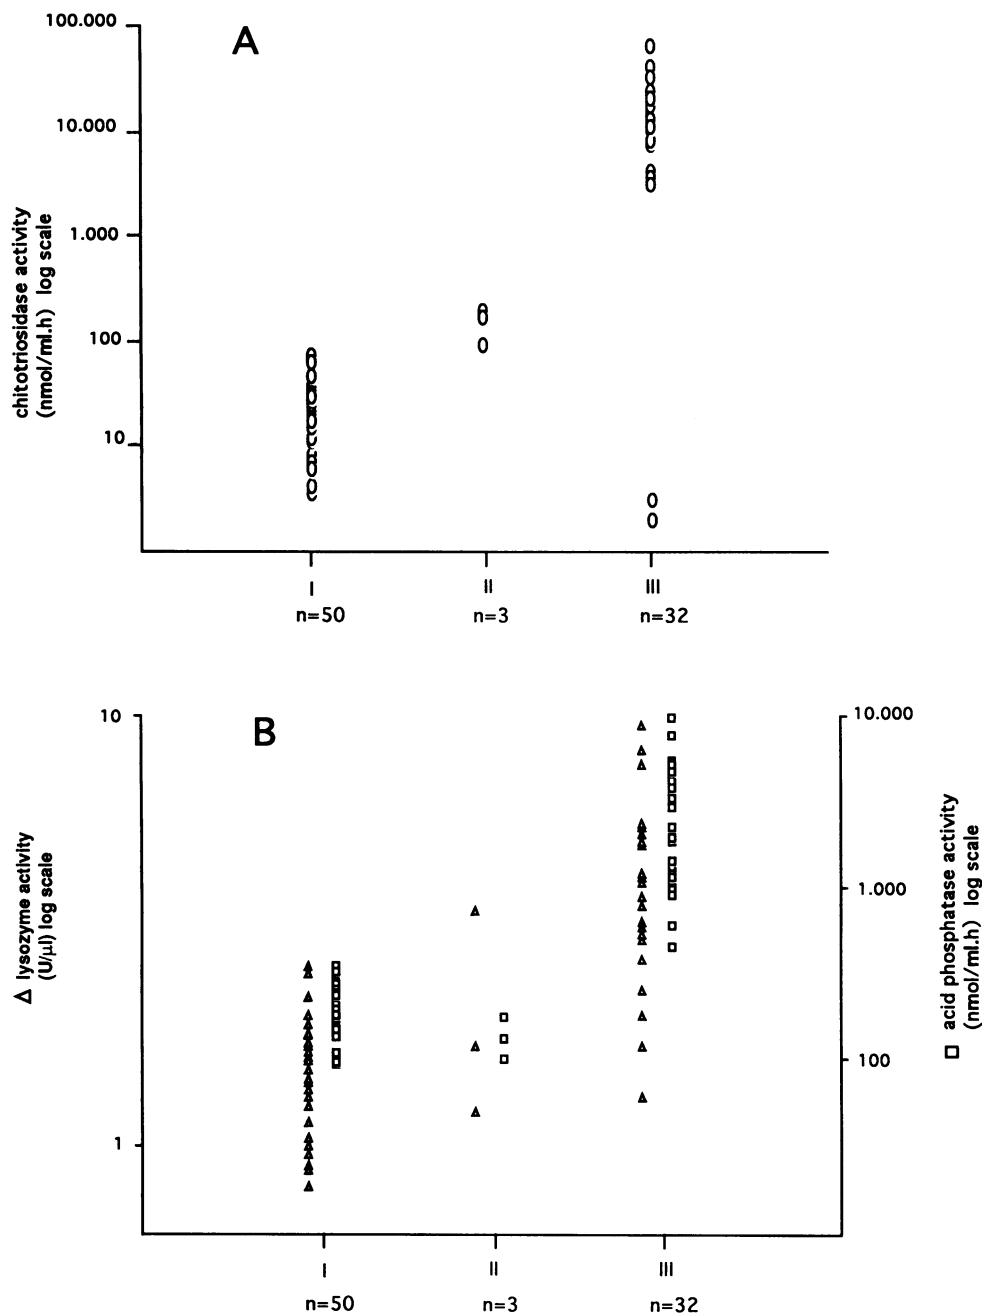 A
100.000
10.000
1.000
100
10
chitotriosidase activity
(nmol/ml.h) log scale
I
II
III
n=50
n=3
n=32
B
10
1
Δ lysozyme activity
(U/μl) log scale
10.000
1.000
100
□ acid phosphatase activity
(nmol/ml.h) log scale
I
II
III
n=50
n=3
n=32